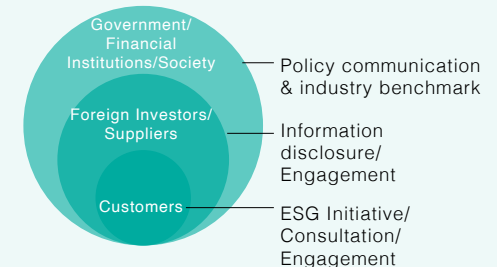 Government/
Financial
Institutions/Society
Policy communication
& industry benchmark
Foreign Investors/
Suppliers
Information
disclosure/
Engagement
Customers
ESG Initiative/
Consultation/
Engagement